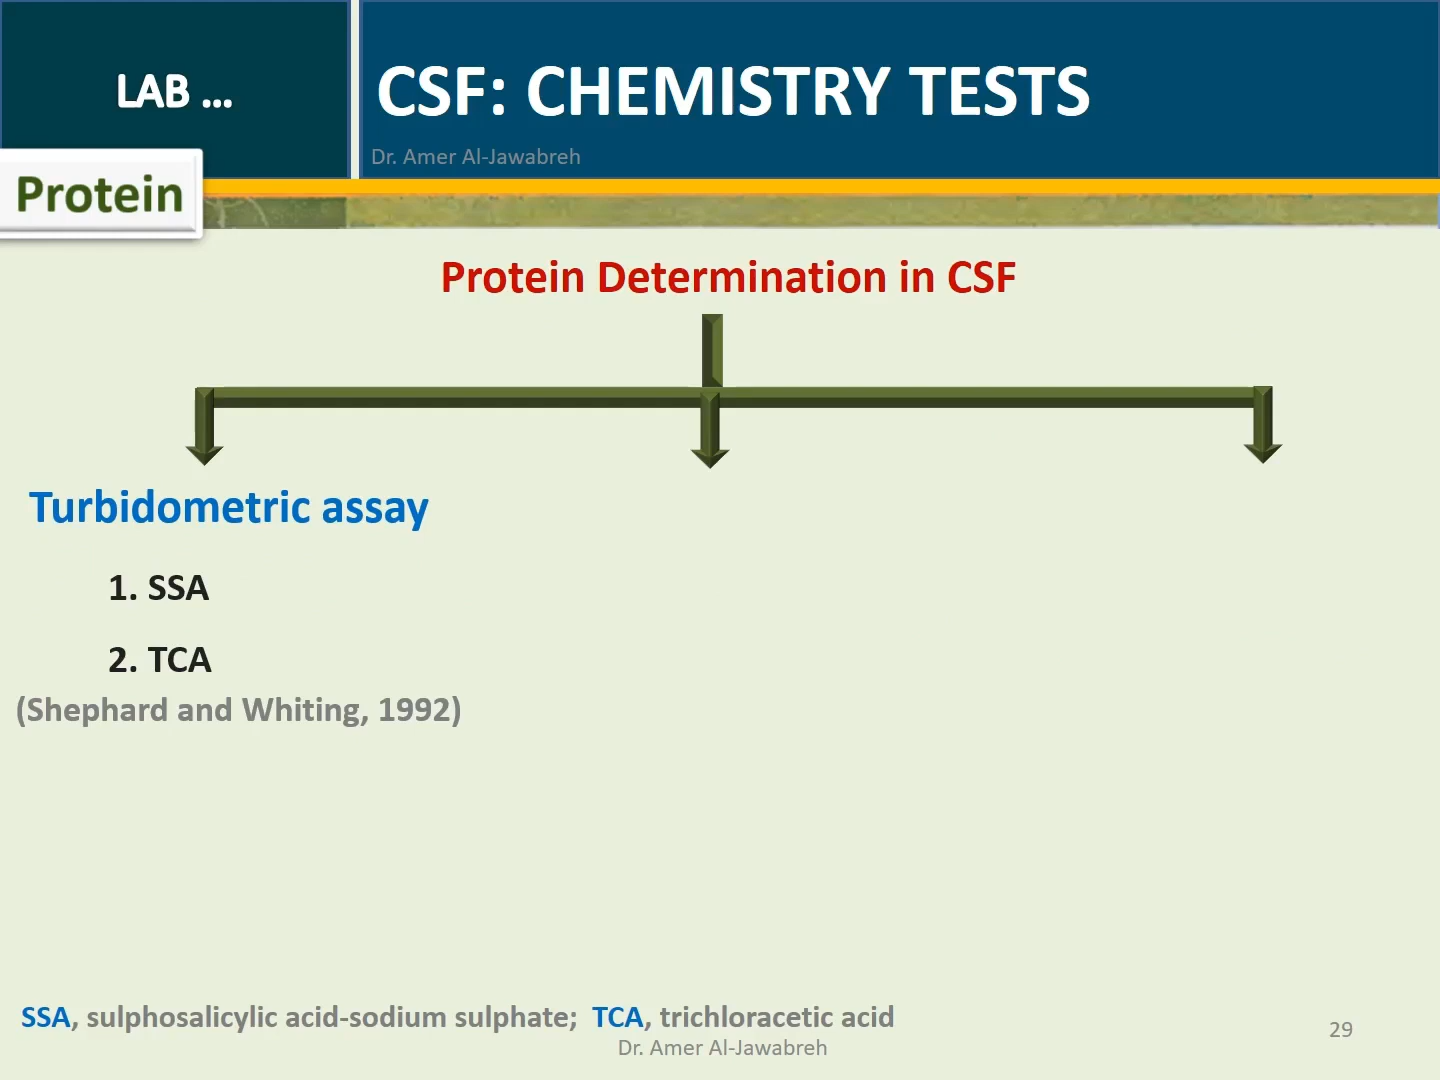 LAB ...
CSF: CHEMISTRY TESTS
Dr. Amer Al-Jawabreh
Protein
Protein Determination in CSF
Turbidometric assay
1. SSA
2. TCA
(Shephard and Whiting, 1992)
SSA, sulphosalicylic acid-sodium sulphate; TCA, trichloracetic acid
29
Dr. Amer Al-Jawabreh